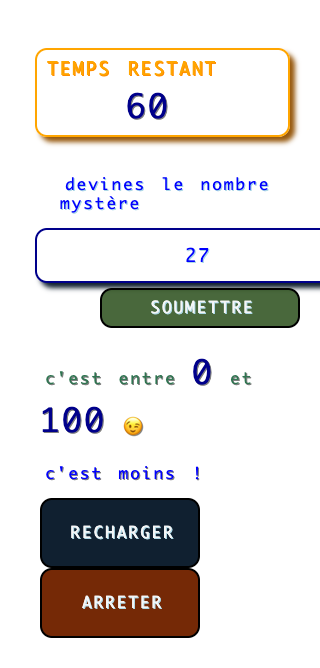 TEMPS RESTANT
60
devines le nombre
mystère
27
SOUMETTRE
c'est entre 0 et
100 😉
c'est moins !
RECHARGER
ARRETER